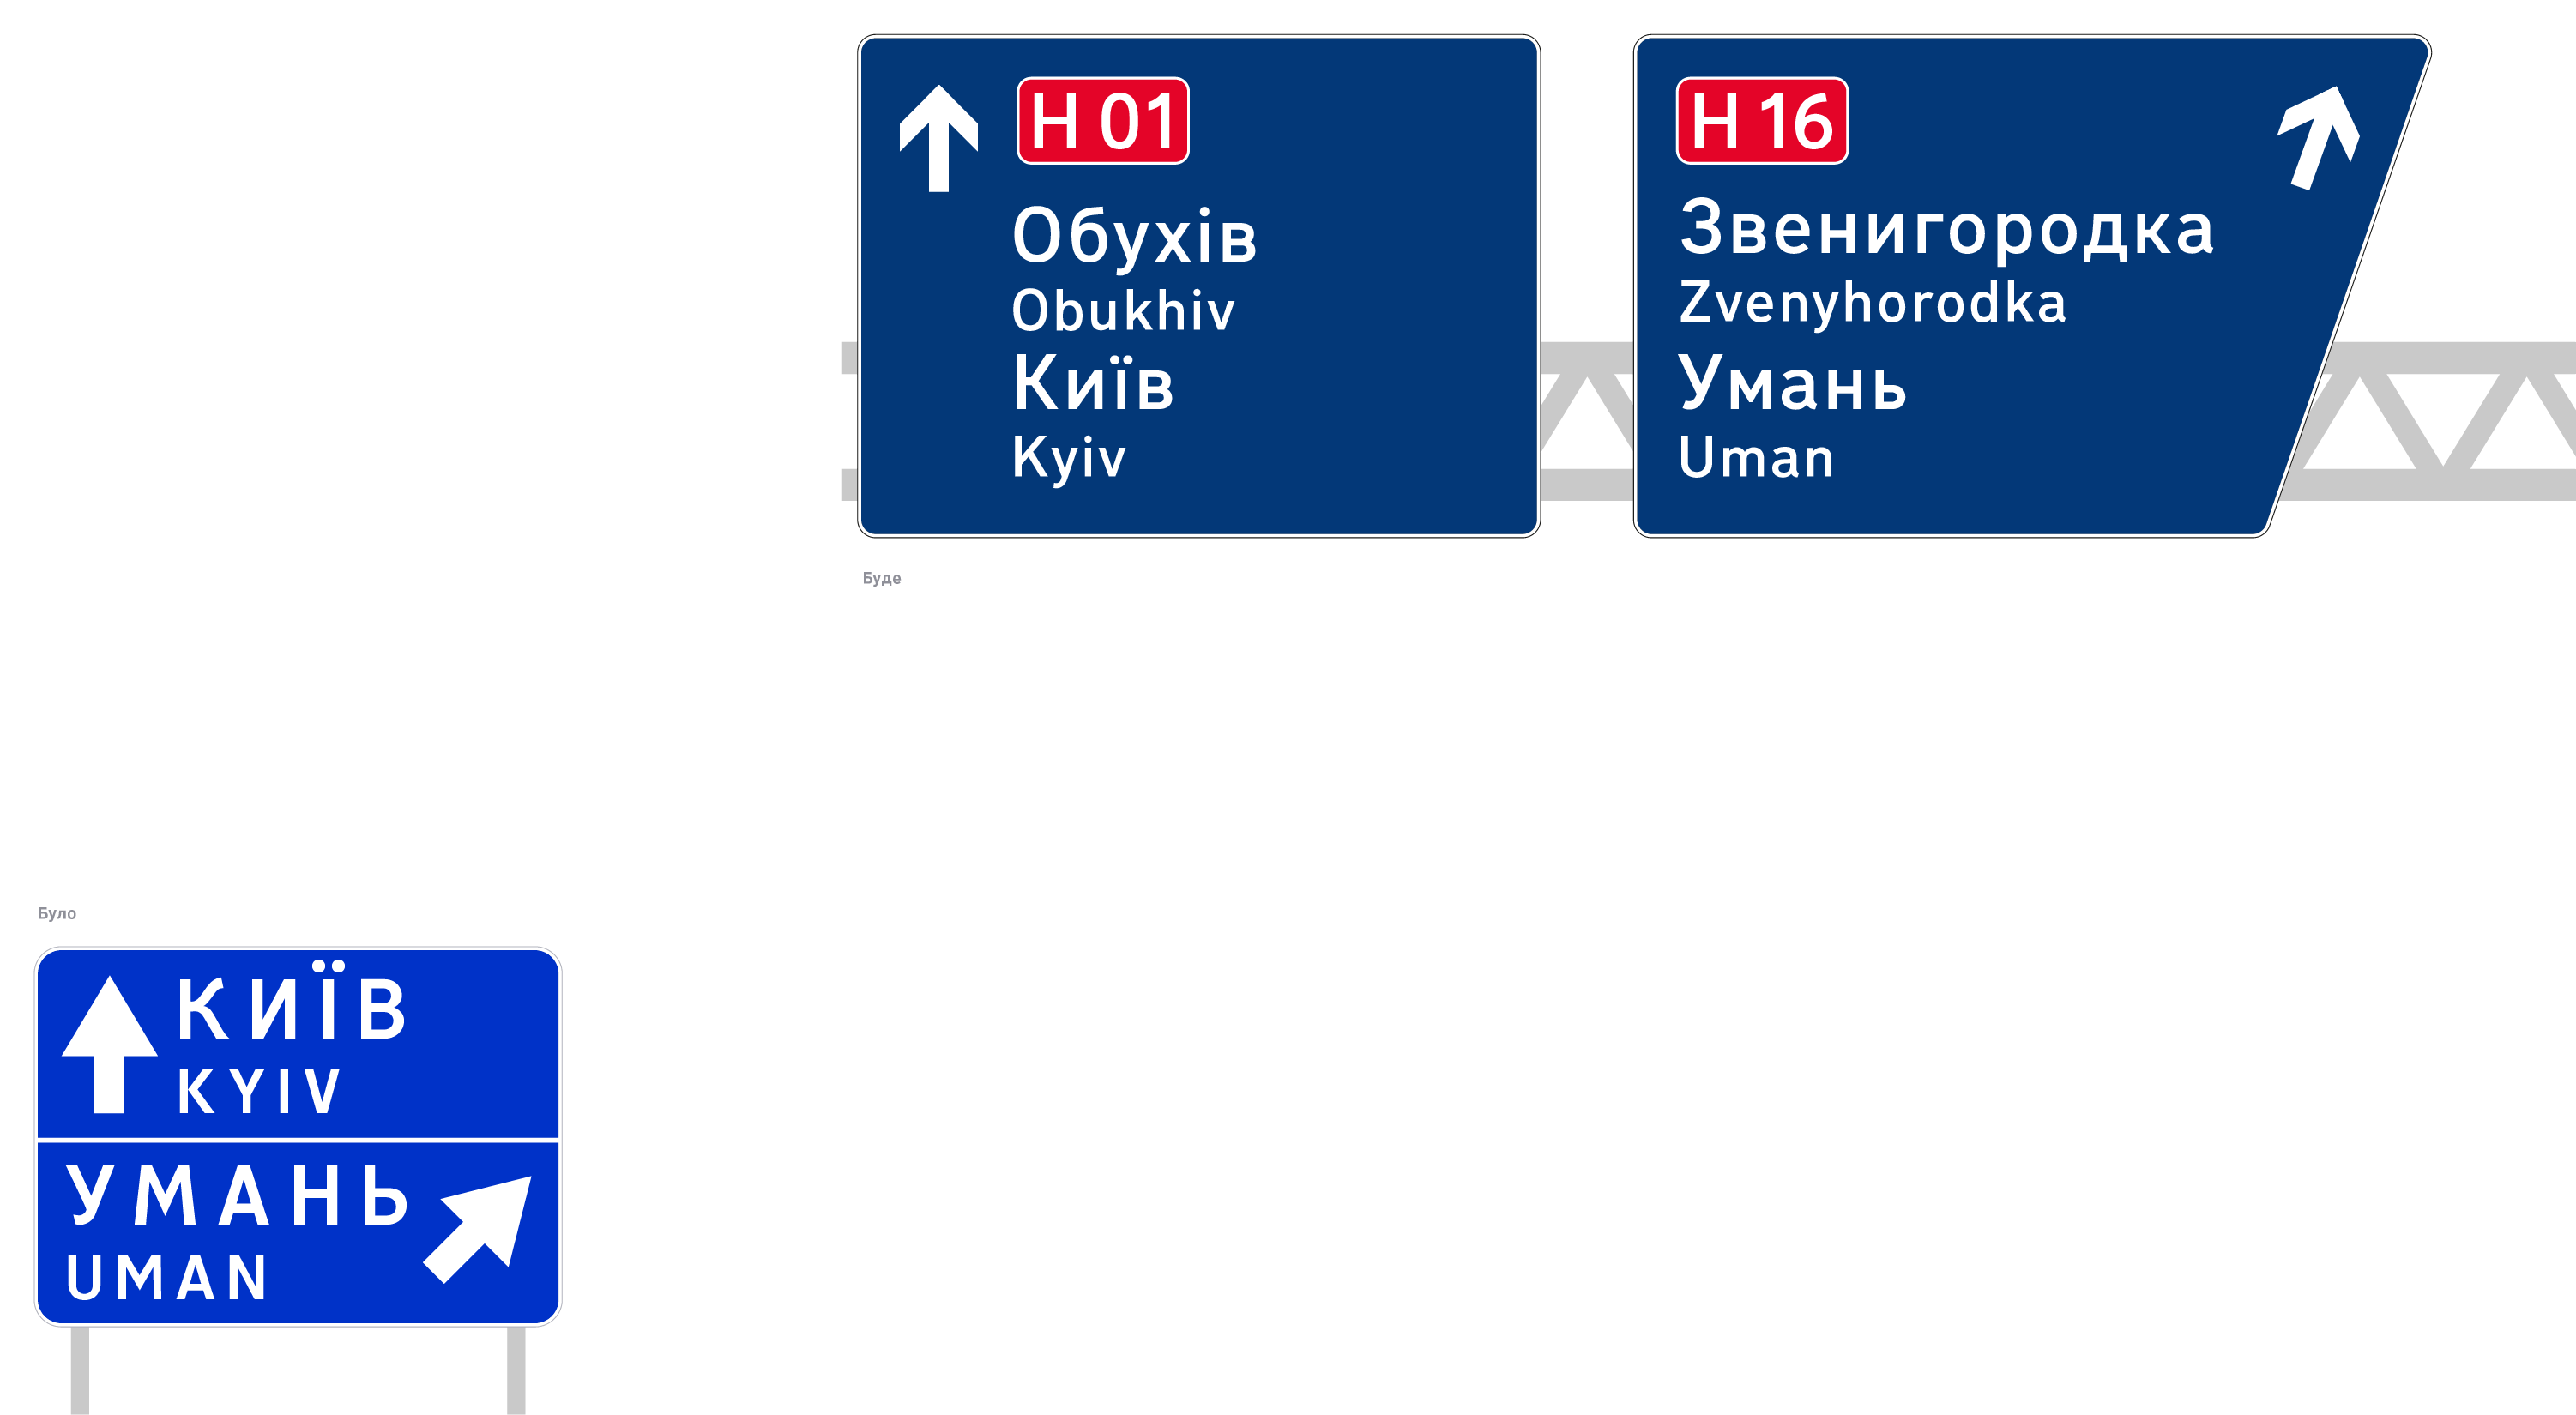 Н 01
Обухів
Obukhiv
Київ
Kyiv
Н 16
Звенигородка
Zvenyhorodka
Умань
Uman
Буде
Було
КИЇВ
KYIV
УМАНЬ
UMAN